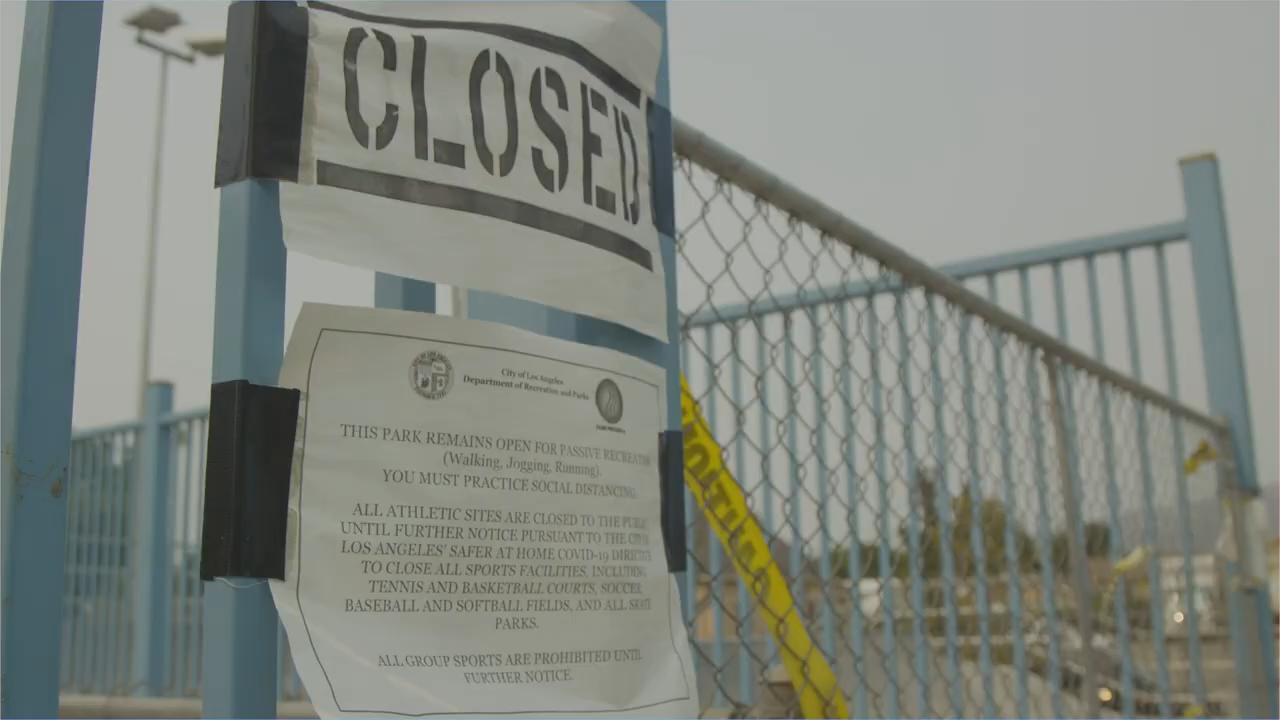 CLOSED
City of Los Angeles
Department of Recreation and Parks
THIS PARK REMAINS OPEN FOR PASSIVE RECREATION
(Walking, Jogging, Running).
YOU MUST PRACTICE SOCIAL DISTANCING.
ALL ATHLETIC SITES ARE CLOSED TO THE PUBLIC
UNTIL FURTHER NOTICE PURSUANT TO THE CITY OF
LOS ANGELES' SAFER AT HOME COVID-19 DIRECTIVE
TO CLOSE ALL SPORTS FACILITIES, INCLUDING
TENNIS AND BASKETBALL COURTS, SOCCER,
BASEBALL AND SOFTBALL FIELDS, AND ALL SKATE
PARKS.
ALL GROUP SPORTS ARE PROHIBITED UNTIL
FURTHER NOTICE.